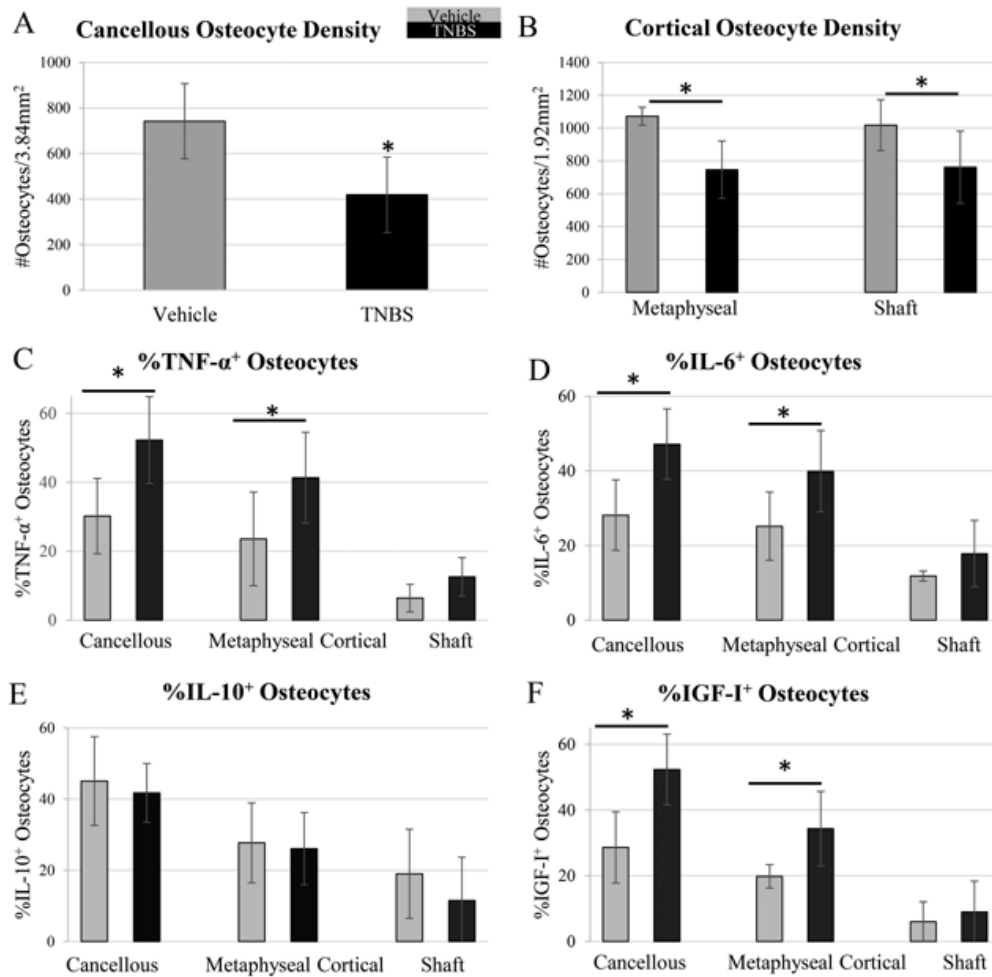 A
Cancellous Osteocyte Density
Vehicle
TNBS
#Osteocytes/3.84mm²
1000
800
600
400
200
0
*
Vehicle TNBS
B
Cortical Osteocyte Density
#Osteocytes/1.92mm²
1400
1200
1000
800
600
400
200
0
*
*
Metaphyseal Shaft
C
%TNF-α⁺ Osteocytes
%TNF-α⁺ Osteocytes
60
40
20
0
*
*
Cancellous Metaphyseal Cortical Shaft
D
%IL-6⁺ Osteocytes
%IL-6⁺ Osteocytes
60
40
20
0
*
*
Cancellous Metaphyseal Cortical Shaft
E
%IL-10⁺ Osteocytes
%IL-10⁺ Osteocytes
60
40
20
0
Cancellous Metaphyseal Cortical Shaft
F
%IGF-I⁺ Osteocytes
%IGF-I⁺ Osteocytes
60
40
20
0
*
*
Cancellous Metaphyseal Cortical Shaft